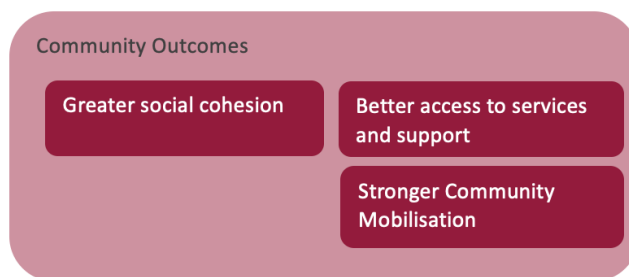 Community Outcomes
Greater social cohesion
Better access to services
and support
Stronger Community
Mobilisation